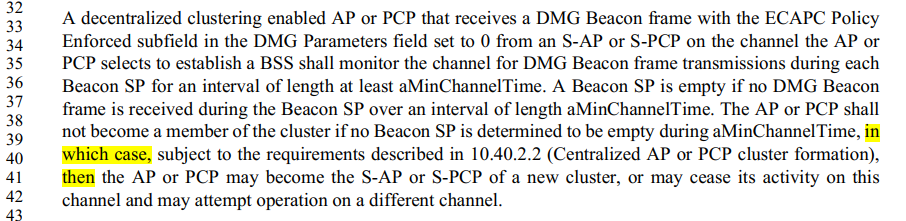 32
33 A decentralized clustering enabled AP or PCP that receives a DMG Beacon frame with the ECAPC Policy
34 Enforced subfield in the DMG Parameters field set to 0 from an S-AP or S-PCP on the channel the AP or
35 PCP selects to establish a BSS shall monitor the channel for DMG Beacon frame transmissions during each
36 Beacon SP for an interval of length at least aMinChannelTime. A Beacon SP is empty if no DMG Beacon
37 frame is received during the Beacon SP over an interval of length aMinChannelTime. The AP or PCP shall
38 not become a member of the cluster if no Beacon SP is determined to be empty during aMinChannelTime, in
39
40 which case, subject to the requirements described in 10.40.2.2 (Centralized AP or PCP cluster formation),
41 then the AP or PCP may become the S-AP or S-PCP of a new cluster, or may cease its activity on this
42 channel and may attempt operation on a different channel.
43